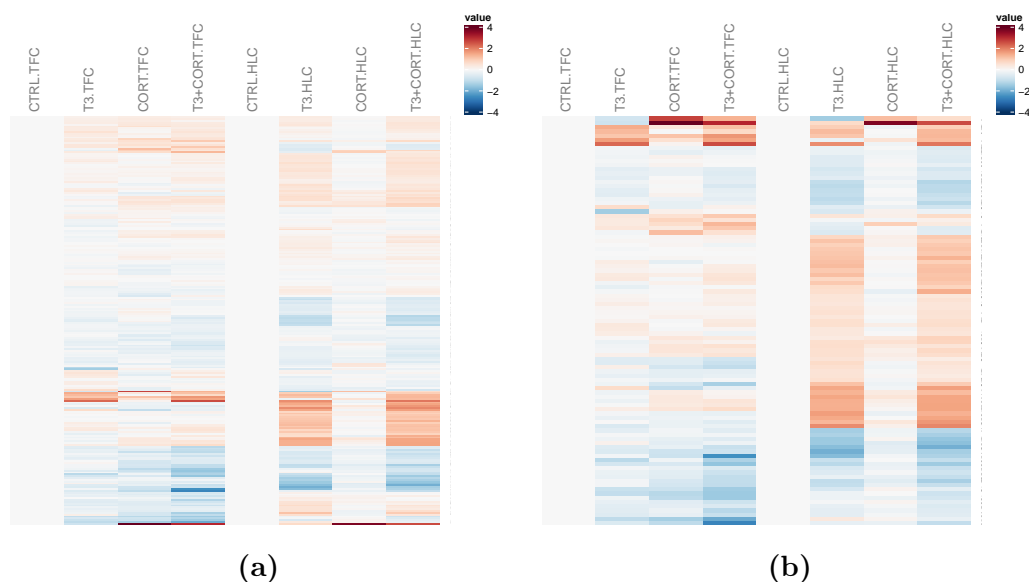 value
4
2
0
−2
−4
CTRL.TFC
T3.TFC
CORT.TFC
T3+CORT.TFC
CTRL.HLC
T3.HLC
CORT.HLC
T3+CORT.HLC
value
4
2
0
−2
−4
CTRL.TFC
T3.TFC
CORT.TFC
T3+CORT.TFC
CTRL.HLC
T3.HLC
CORT.HLC
T3+CORT.HLC
(a)
(b)